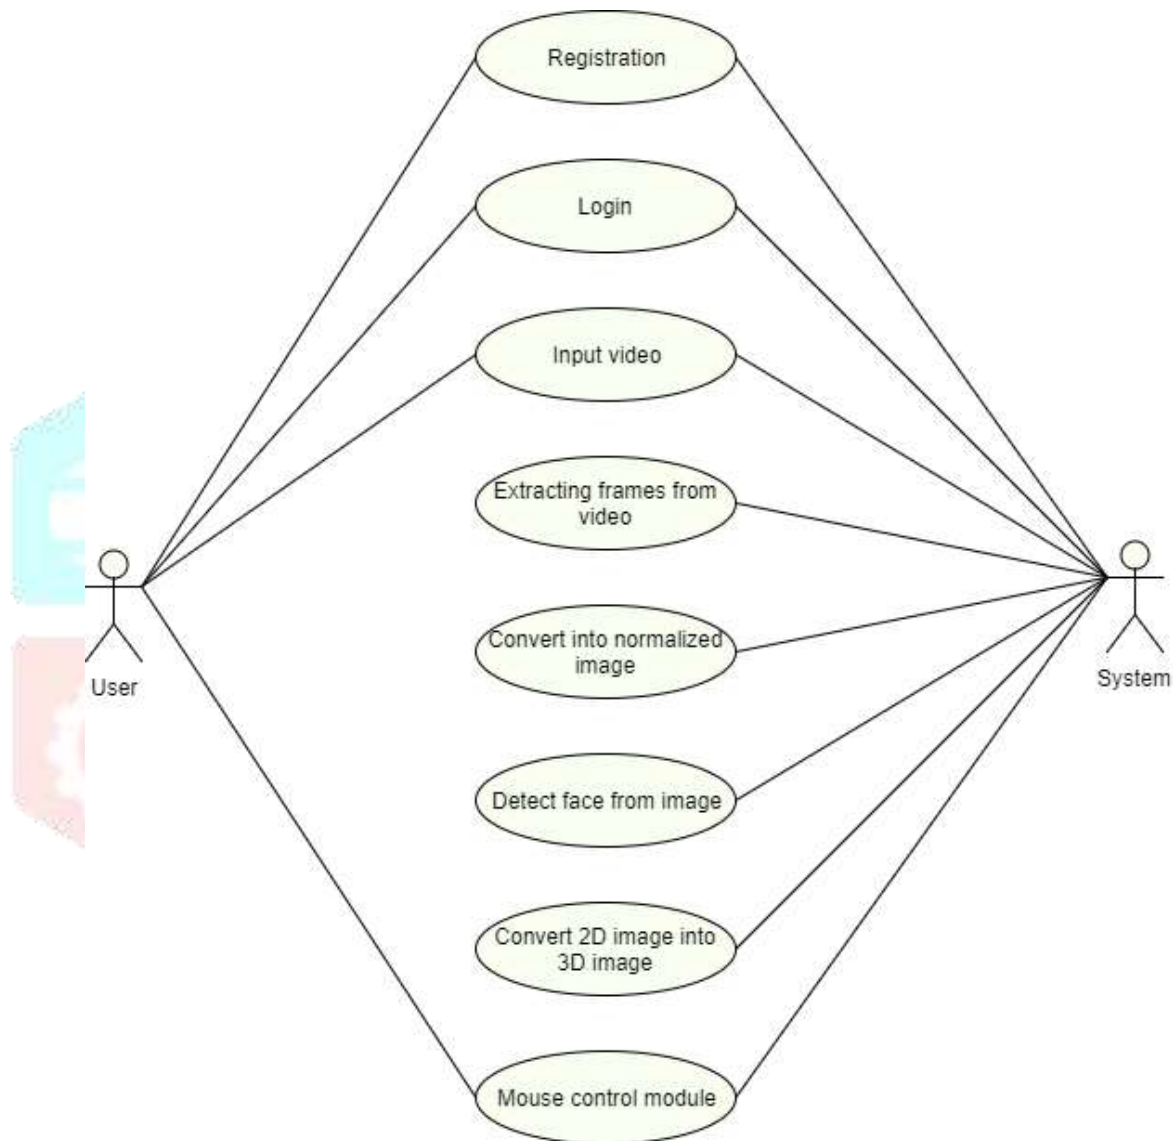 Registration
Login
Input video
Extracting frames from
video
Convert into normalized
image
User
System
Detect face from image
Convert 2D image into
3D image
Mouse control module